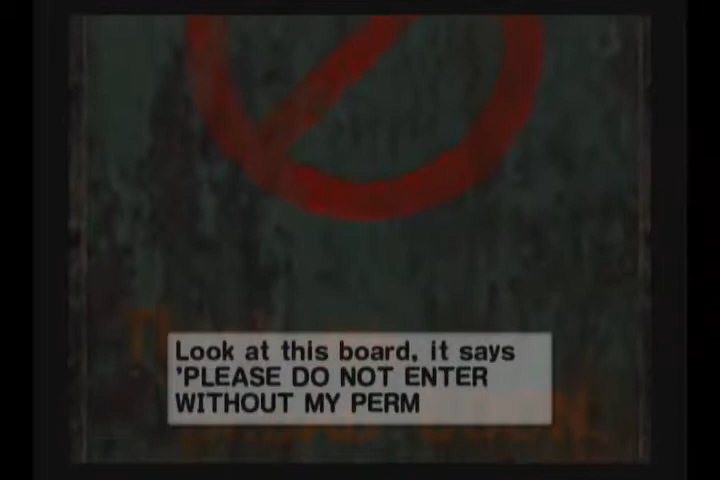 Look at this board, it says
'PLEASE DO NOT ENTER
WITHOUT MY PERM